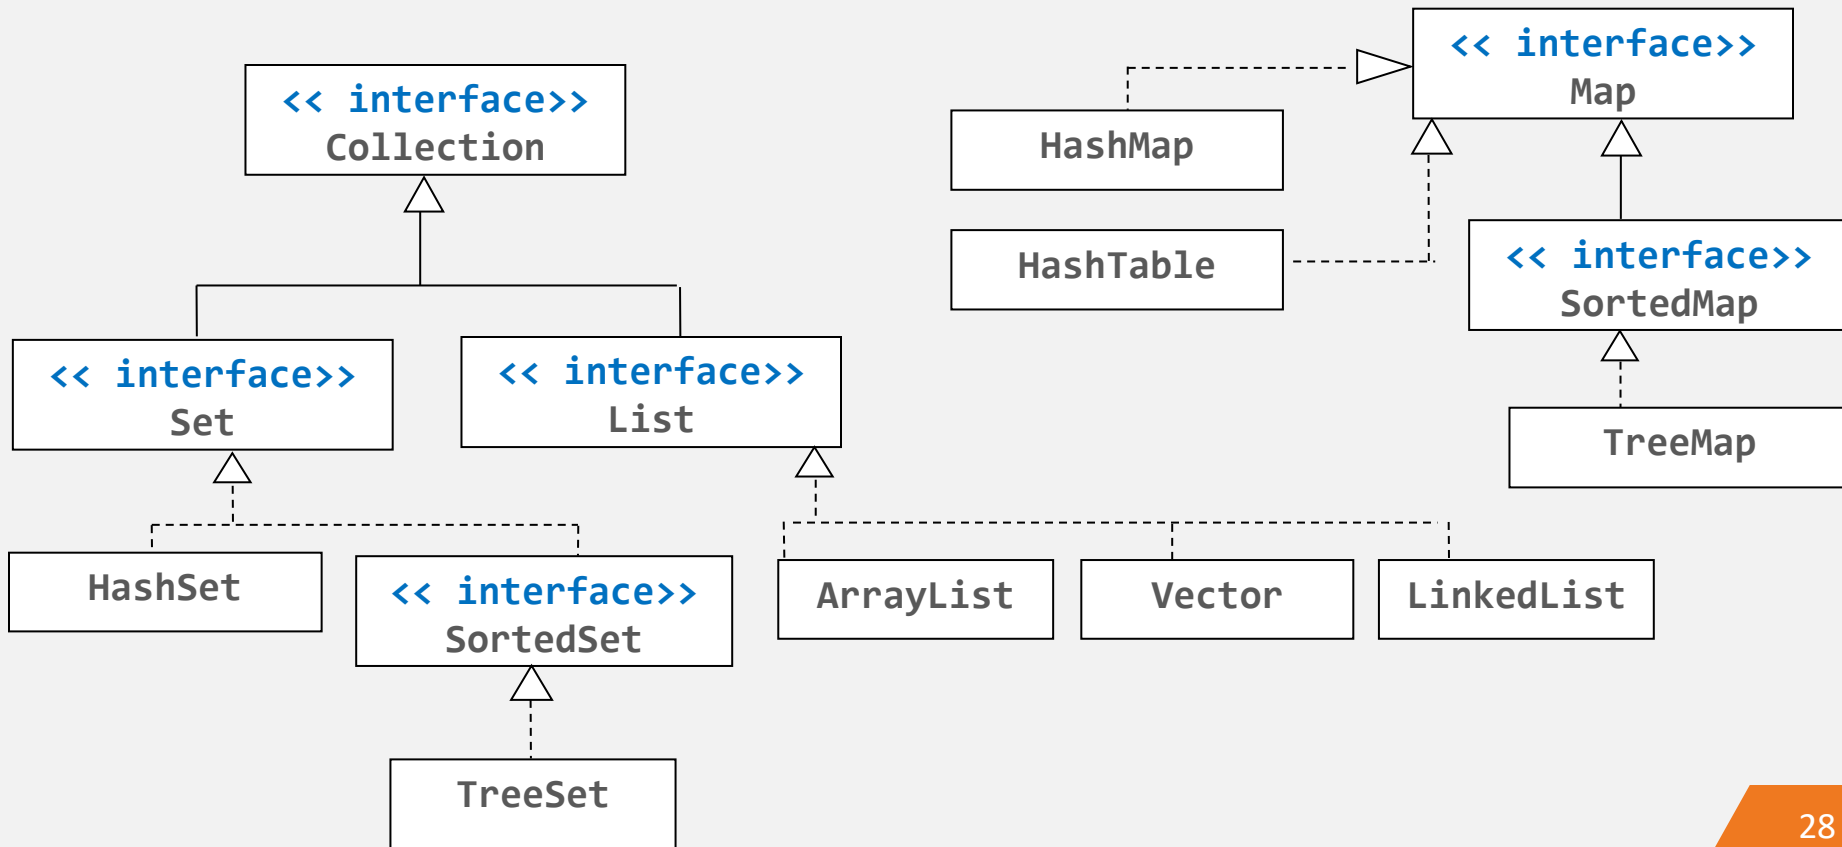 << interface>>
Collection
<< interface>>
Set
<< interface>>
List
HashSet
<< interface>>
SortedSet
TreeSet
ArrayList
Vector
LinkedList
<< interface>>
Map
HashMap
HashTable
<< interface>>
SortedMap
TreeMap
28